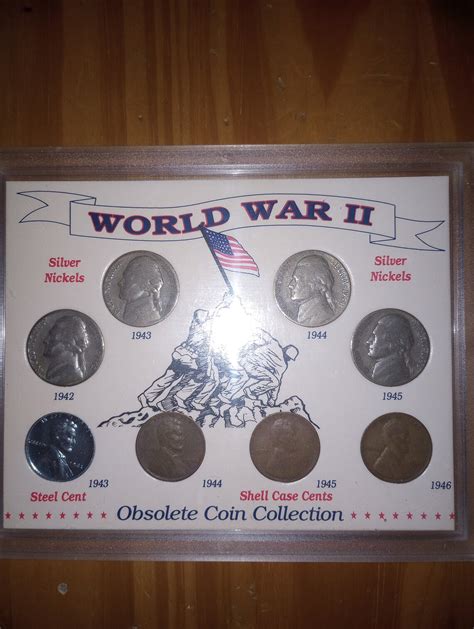 WORLD WAR II
Silver
Nickels
Silver
Nickels
1943
1944
1942
1945
1943
1944
1945
1946
Steel Cent
Shell Case Cents
Obsolete Coin Collection